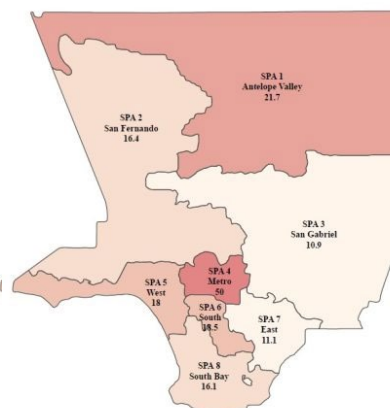 SPA 1
Antelope Valley
21.7
SPA 2
San Fernando
16.4
SPA 3
San Gabriel
10.9
SPA 4
Metro
50
SPA 5
West
18
SPA 6
South
18.5
SPA 7
East
11.1
SPA 8
South Bay
16.1